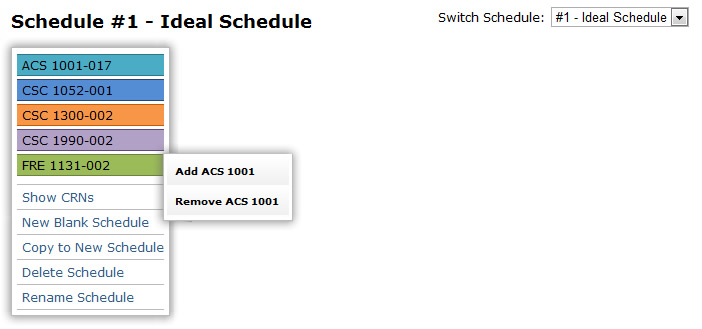 Schedule #1 - Ideal Schedule
Switch Schedule: #1 - Ideal Schedule
ACS 1001-017
CSC 1052-001
CSC 1300-002
CSC 1990-002
FRE 1131-002
Add ACS 1001
Remove ACS 1001
Show CRNs
New Blank Schedule
Copy to New Schedule
Delete Schedule
Rename Schedule